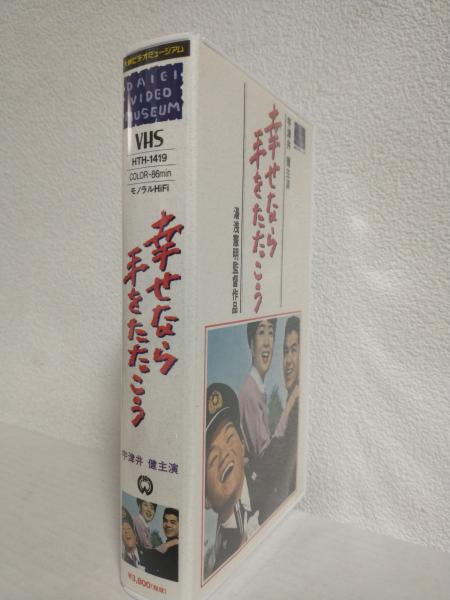 大映ビデオミュージアム
DAIEI
VIDEO
MUSEUM
VHS
HTH-1419
COLOR-86min
モノラルHiFi
幸せなら
手をたたこう
宇津井 健主演
¥3,800(税抜)
宇津井 健主演
幸せなら
手をたたこう
湯浅憲明監督作品